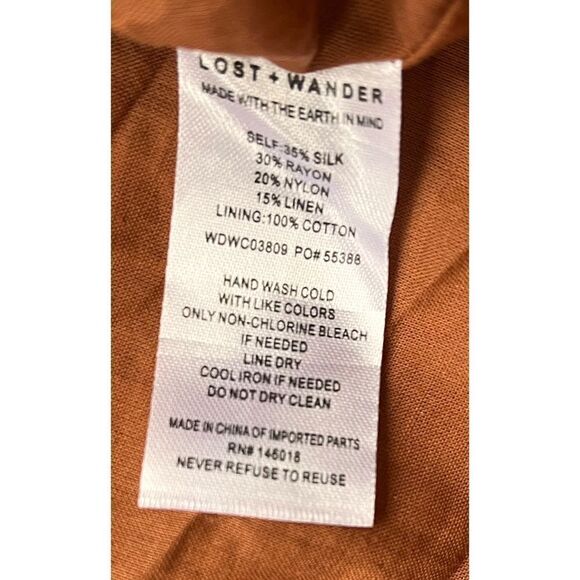 LOST + WANDER
MADE WITH THE EARTH IN MIND
SELF:35% SILK
30% RAYON
20% NYLON
15% LINEN
LINING:100% COTTON
WDWC03809 PO# 55388
HAND WASH COLD
WITH LIKE COLORS
ONLY NON-CHLORINE BLEACH
IF NEEDED
LINE DRY
COOL IRON IF NEEDED
DO NOT DRY CLEAN
MADE IN CHINA OF IMPORTED PARTS
RN# 146018
NEVER REFUSE TO REUSE